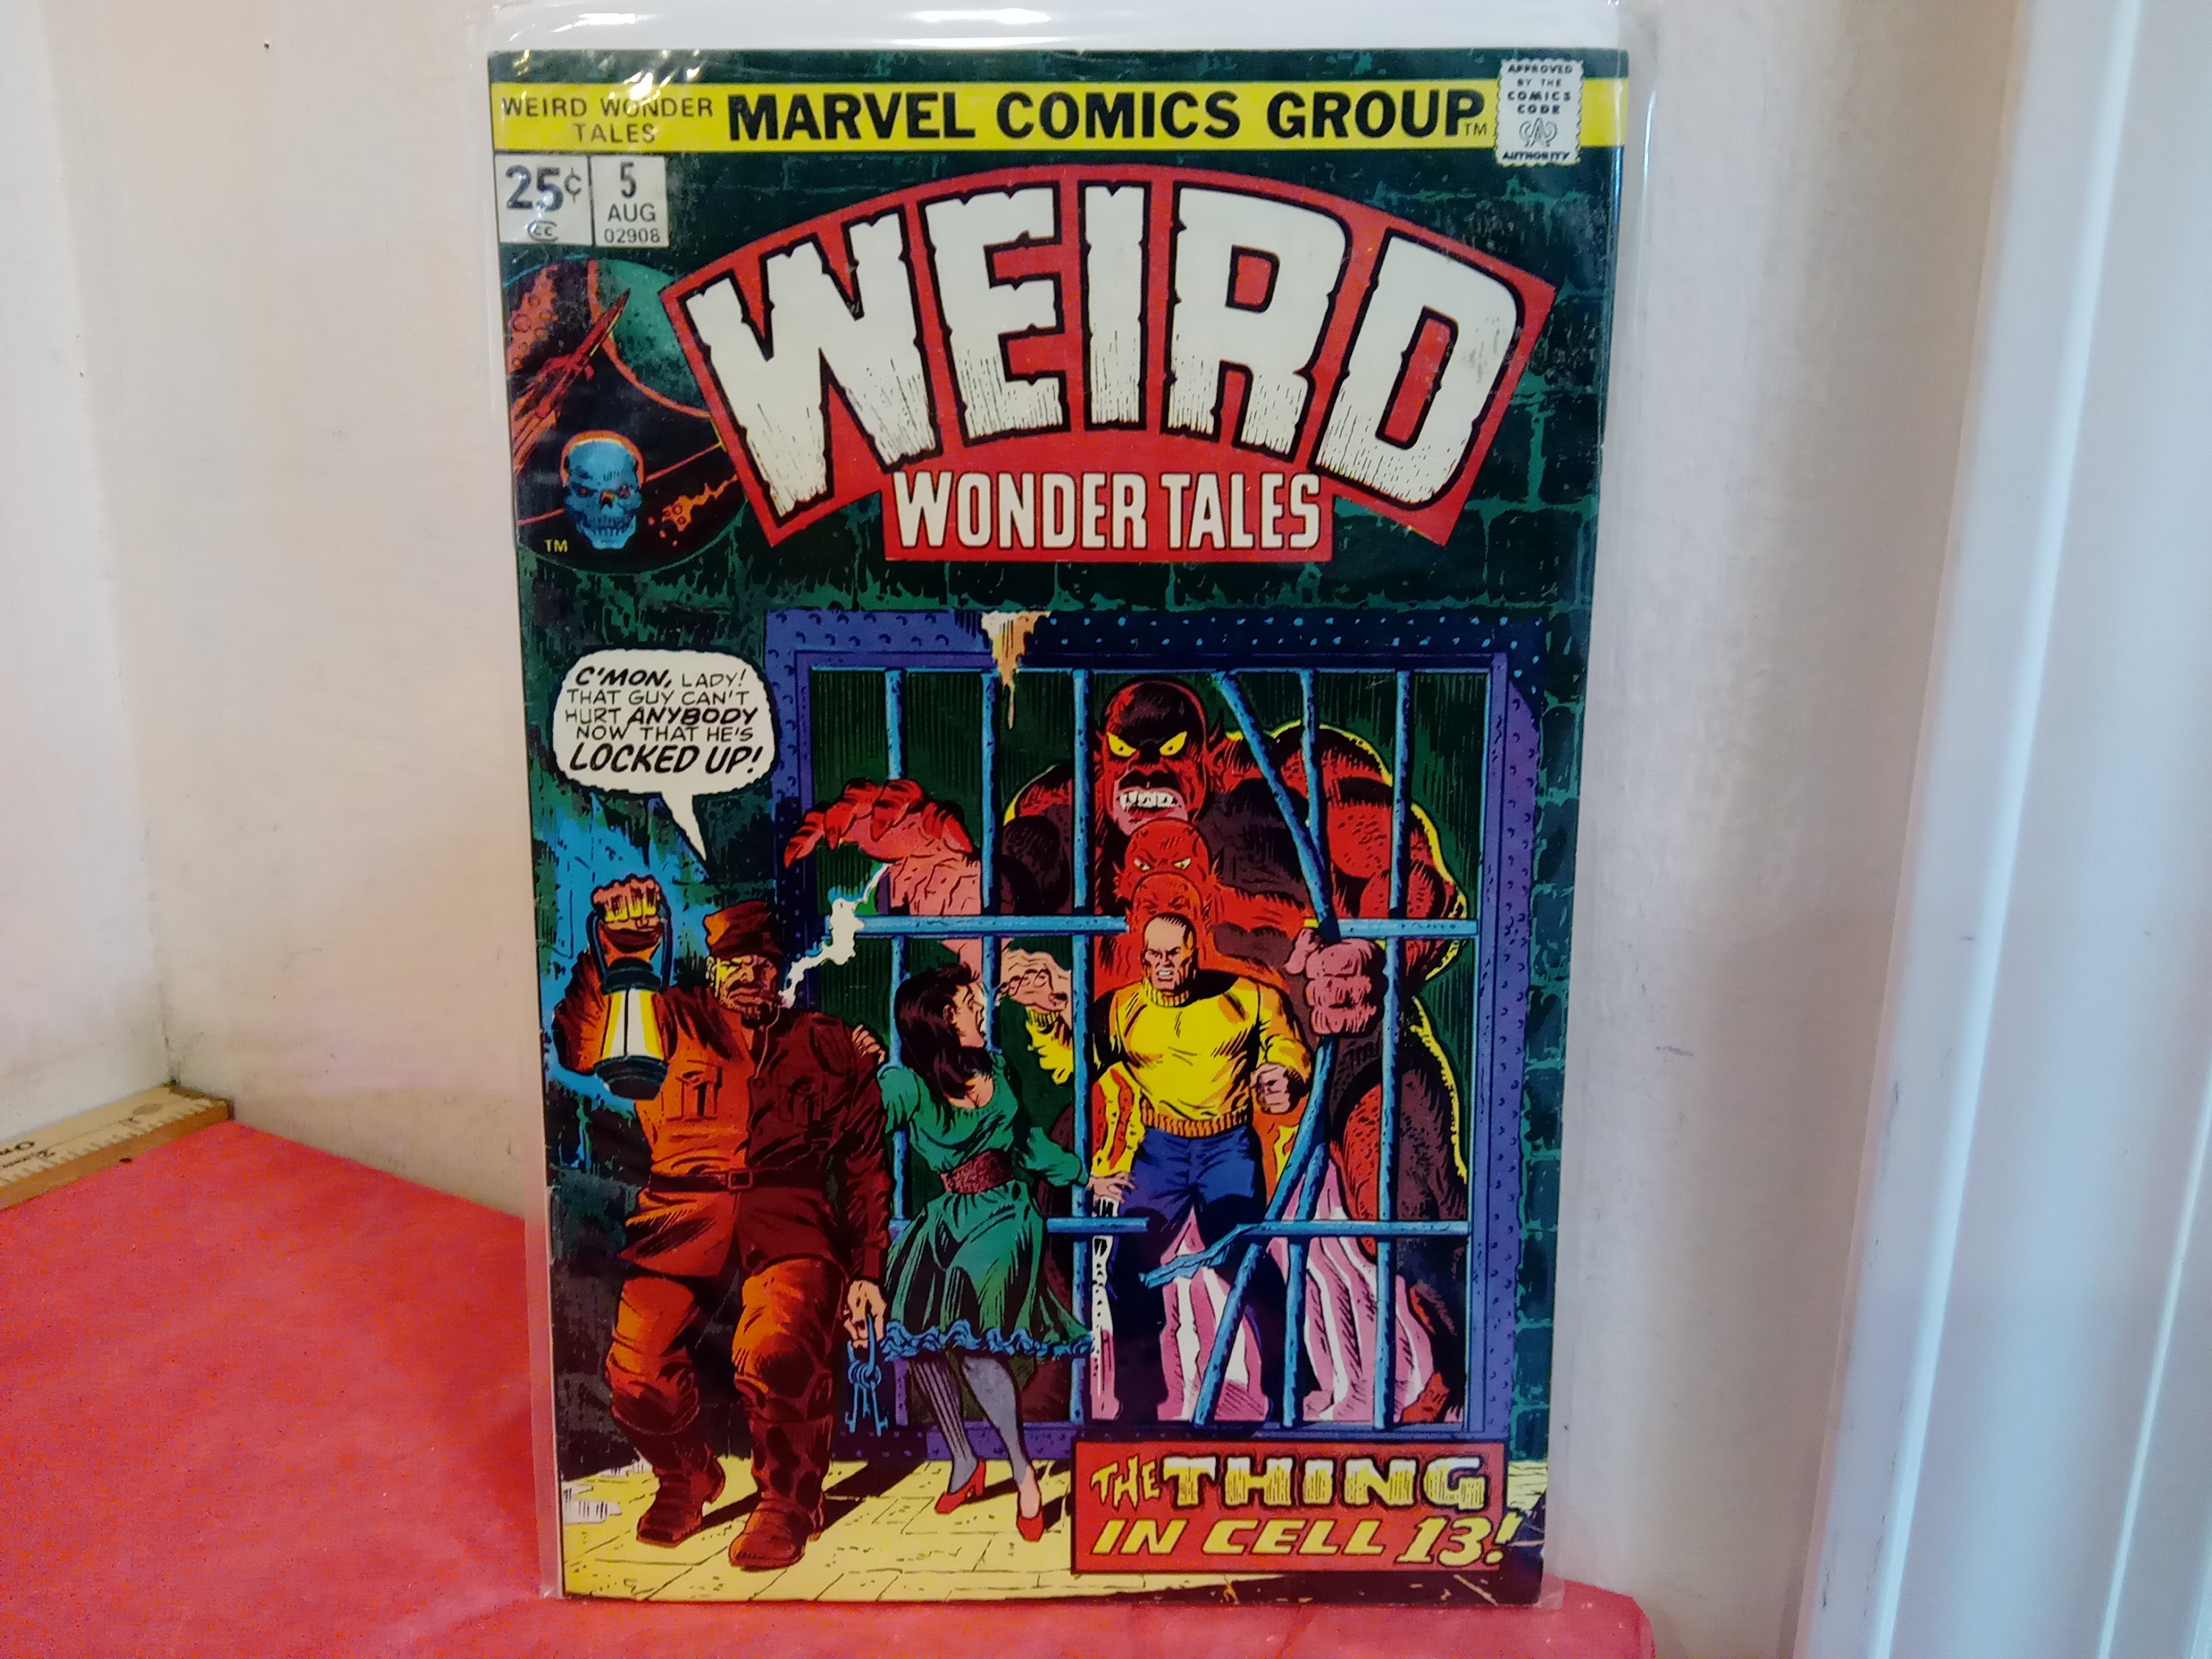 WEIRD WONDER
TALES
MARVEL COMICS GROUP TM
APPROVED
BY THE
COMICS
CODE
CA
AUTHORITY
25¢
CC
5
AUG
02908
WEIRD
WONDER TALES
TM
C'MON, LADY!
THAT GUY CAN'T
HURT ANYBODY
NOW THAT HE'S
LOCKED UP!
THE THING
IN CELL 13!